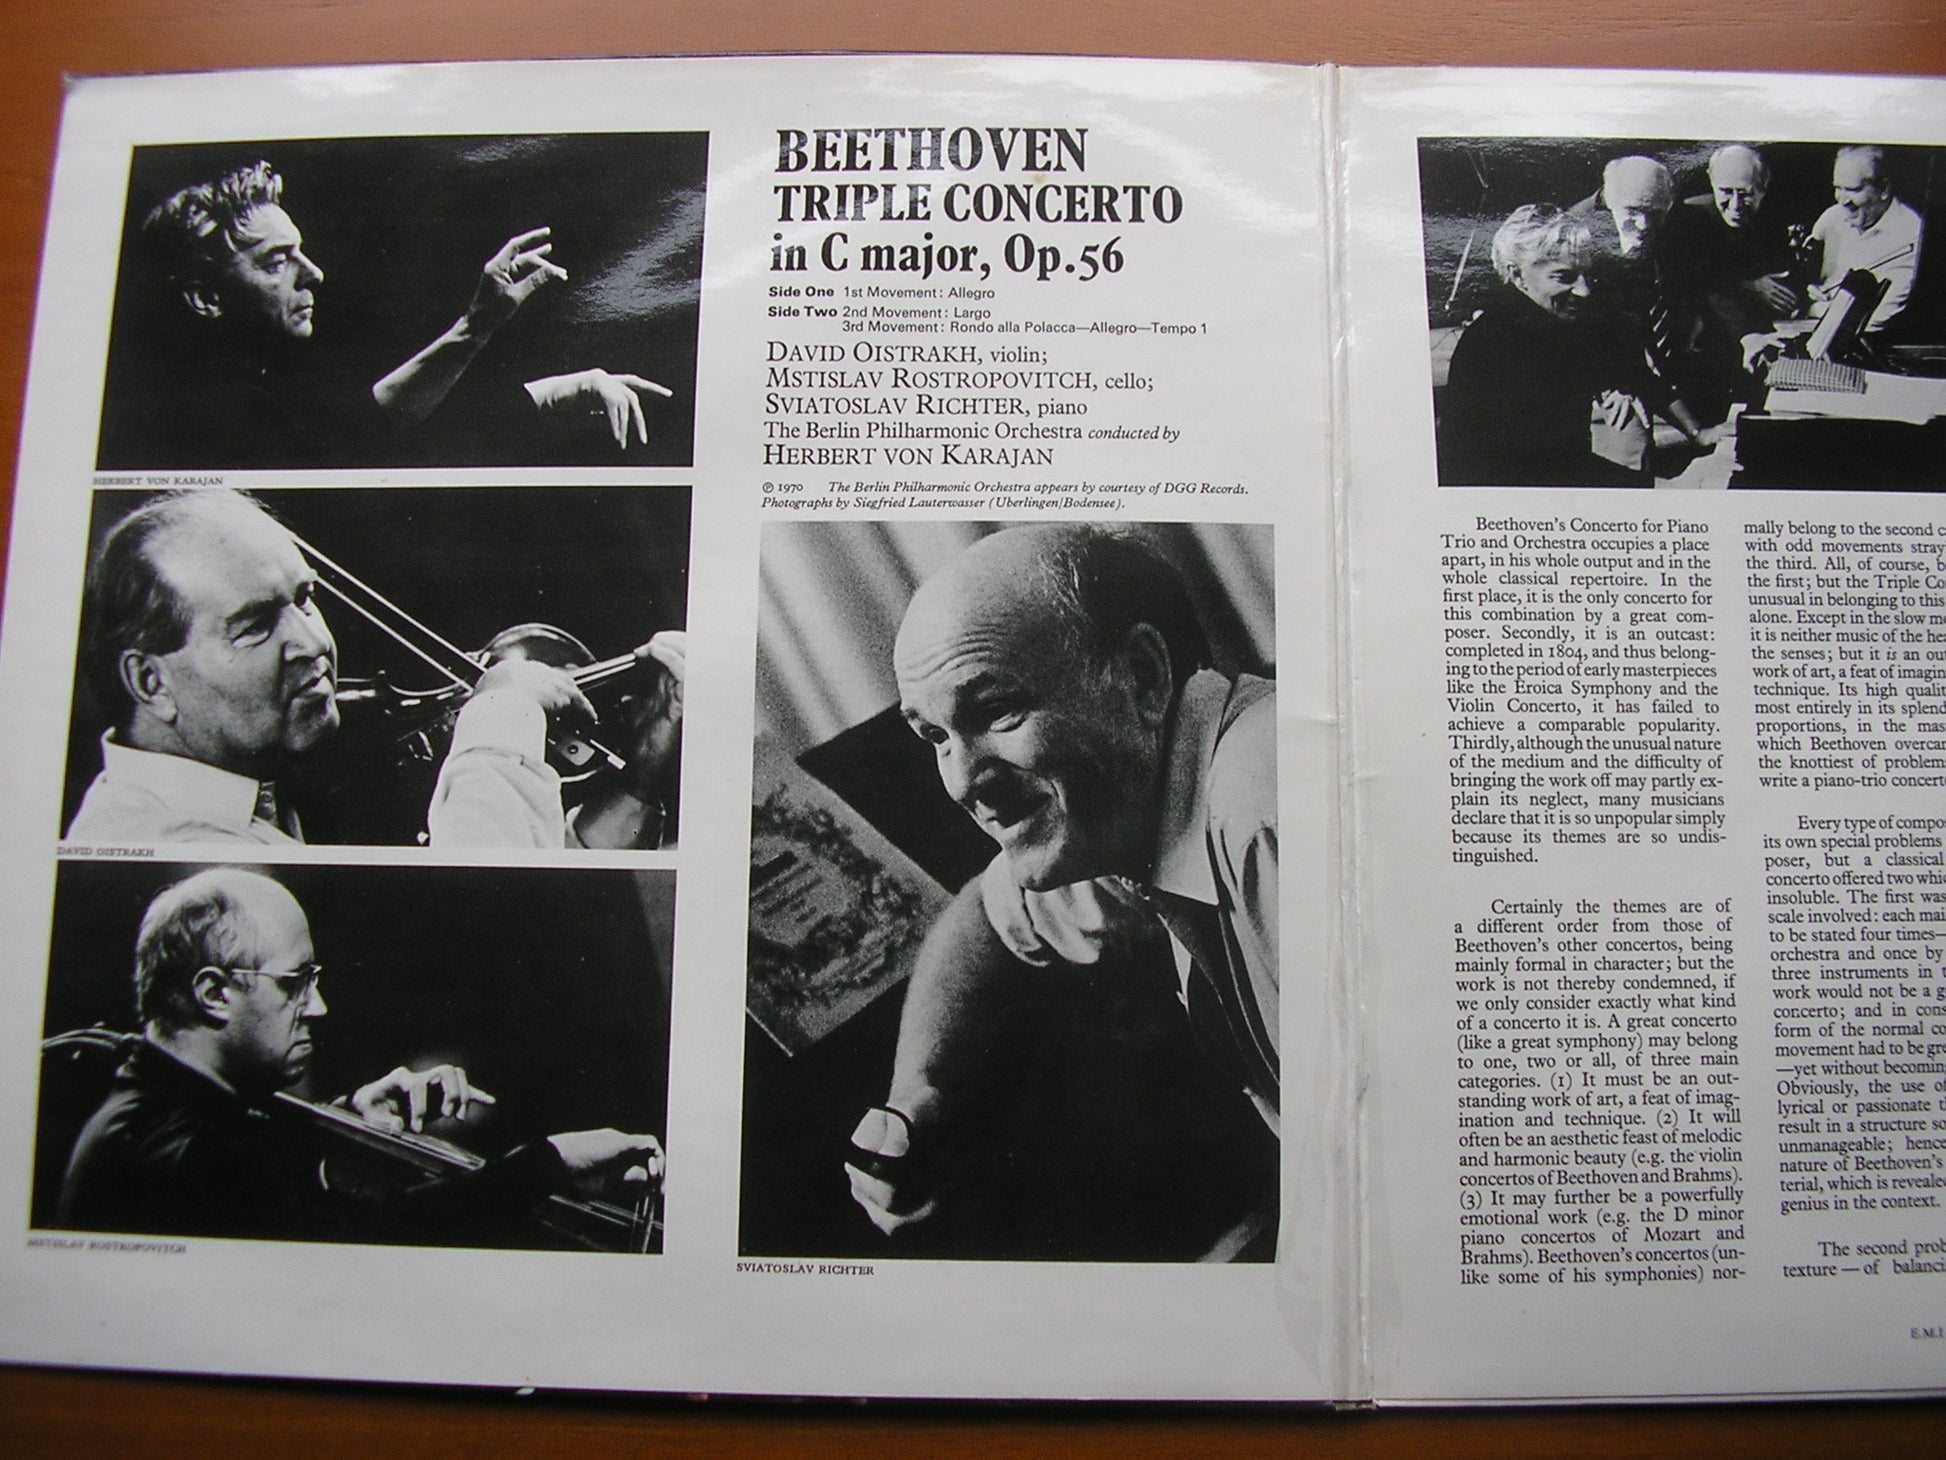 HERBERT VON KARAJAN
DAVID OISTRAKH
MSTISLAV ROSTROPOVITCH
BEETHOVEN
TRIPLE CONCERTO
in C major, Op.56
Side One 1st Movement: Allegro
Side Two 2nd Movement: Largo
3rd Movement: Rondo alla Polacca—Allegro—Tempo 1
DAVID OISTRAKH, violin;
MSTISLAV ROSTROPOVITCH, cello;
SVIATOSLAV RICHTER, piano
The Berlin Philharmonic Orchestra conducted by
HERBERT VON KARAJAN
℗ 1970 The Berlin Philharmonic Orchestra appears by courtesy of DGG Records.
Photographs by Siegfried Lauterwasser (Uberlingen/Bodensee).
SVIATOSLAV RICHTER
Beethoven's Concerto for Piano
Trio and Orchestra occupies a place
apart, in his whole output and in the
whole classical repertoire. In the
first place, it is the only concerto for
this combination by a great com-
poser. Secondly, it is an outcast:
completed in 1804, and thus belong-
ing to the period of early masterpieces
like the Eroica Symphony and the
Violin Concerto, it has failed to
achieve a comparable popularity.
Thirdly, although the unusual nature
of the medium and the difficulty of
bringing the work off may partly ex-
plain its neglect, many musicians
declare that it is so unpopular simply
because its themes are so undis-
tinguished.
Certainly the themes are of
a different order from those of
Beethoven's other concertos, being
mainly formal in character; but the
work is not thereby condemned, if
we only consider exactly what kind
of a concerto it is. A great concerto
(like a great symphony) may belong
to one, two or all, of three main
categories. (1) It must be an out-
standing work of art, a feat of imag-
ination and technique. (2) It will
often be an aesthetic feast of melodic
and harmonic beauty (e.g. the violin
concertos of Beethoven and Brahms).
(3) It may further be a powerfully
emotional work (e.g. the D minor
piano concertos of Mozart and
Brahms). Beethoven's concertos (un-
like some of his symphonies) nor-
mally belong to the second
with odd movements
the third. All, of course,
the first; but the Triple
unusual in belonging to this
alone. Except in the slow
it is neither music of the
the senses; but it is an
work of art, a feat of
technique. Its high
most entirely in its
proportions, in the
which Beethoven
the knottiest of
write a piano-trio
Every type of
its own special problems
poser, but a classical
concerto offered two
insoluble. The first was
scale involved: each
to be stated four times—
orchestra and once by
three instruments in
work would not be a
concerto; and in
form of the normal
movement had to be
—yet without
Obviously, the use
lyrical or passionate
result in a structure
unmanageable; hence
nature of Beethoven's
terial, which is
genius in the context.
The second
texture — of
E.M.I